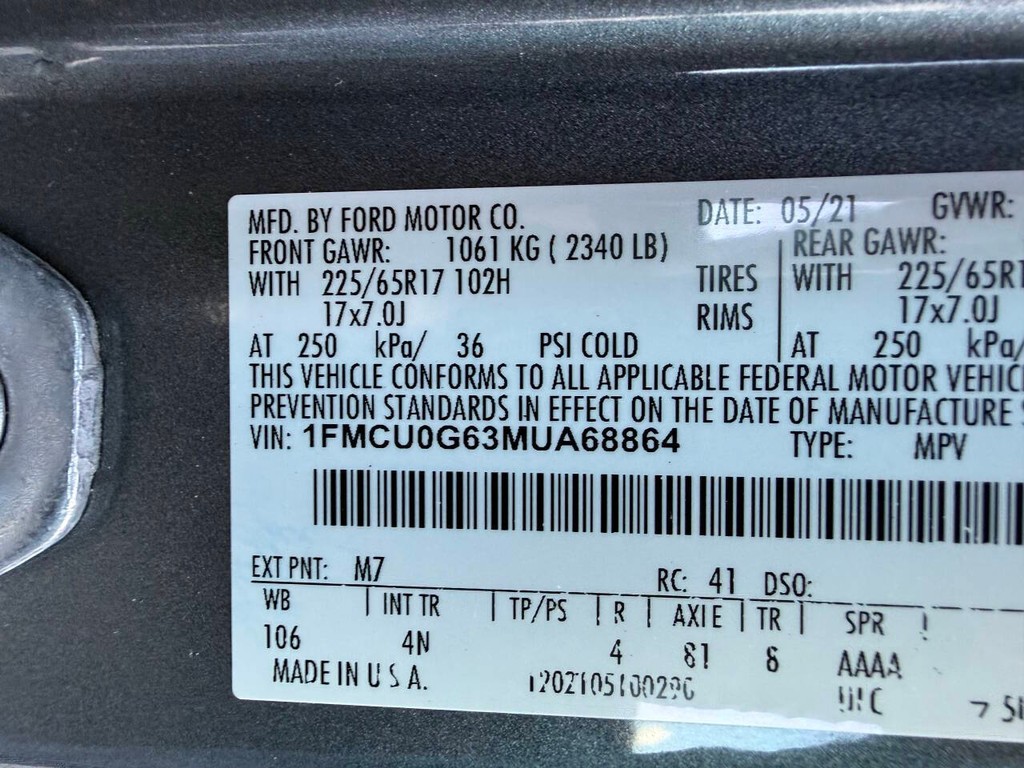 MFD. BY FORD MOTOR CO. DATE: 05/21 GVWR:
FRONT GAWR: 1061 KG ( 2340 LB) REAR GAWR:
WITH 225/65R17 102H TIRES WITH 225/65R1
17x7.0J RIMS 17x7.0J
AT 250 kPa/ 36 PSI COLD AT 250 kPa/
THIS VEHICLE CONFORMS TO ALL APPLICABLE FEDERAL MOTOR VEHIC
PREVENTION STANDARDS IN EFFECT ON THE DATE OF MANUFACTURE
VIN: 1FMCU0G63MUA68864 TYPE: MPV
EXT PNT: M7 RC: 41 DSO:
WB INT TR TP/PS R AXLE TR SPR
106 4N 4 81 8 AAAA
MADE IN U S A.